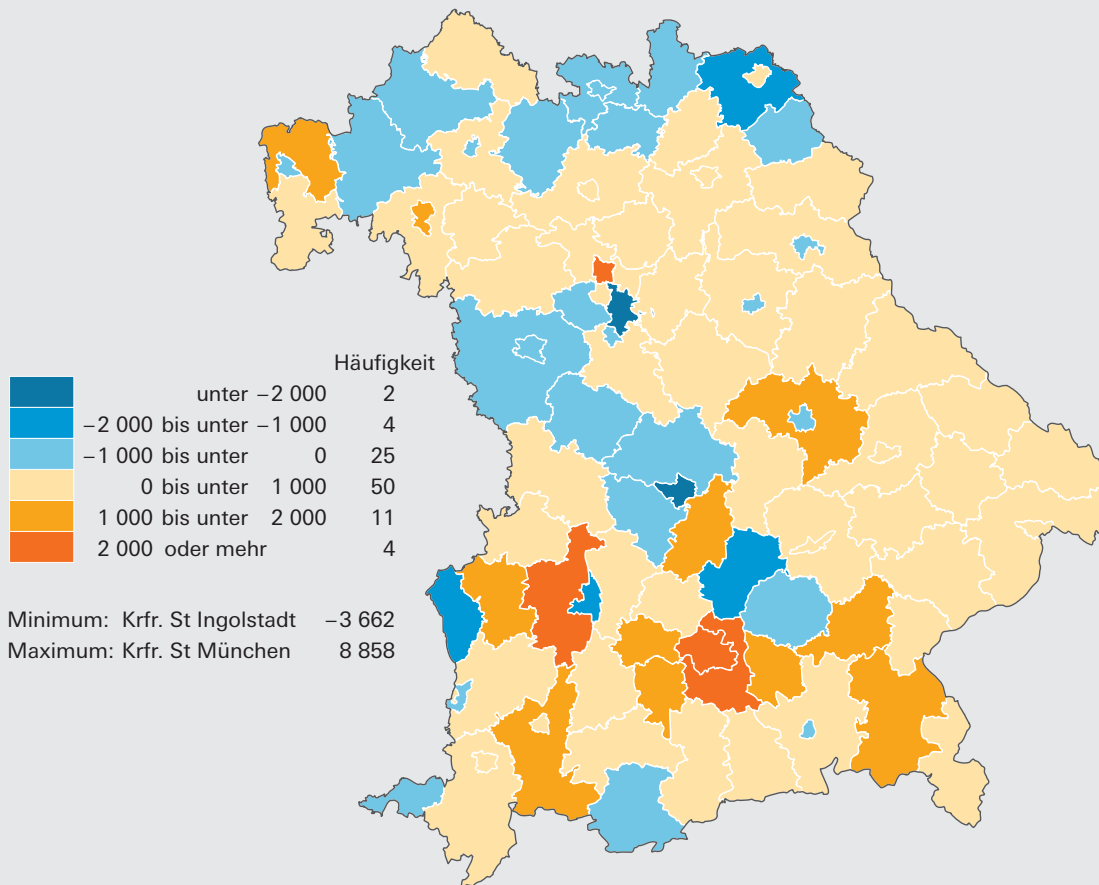 Häufigkeit
unter −2 000 2
−2 000 bis unter −1 000 4
−1 000 bis unter 0 25
0 bis unter 1 000 50
1 000 bis unter 2 000 11
2 000 oder mehr 4
Minimum: Krfr. St Ingolstadt −3 662
Maximum: Krfr. St München 8 858